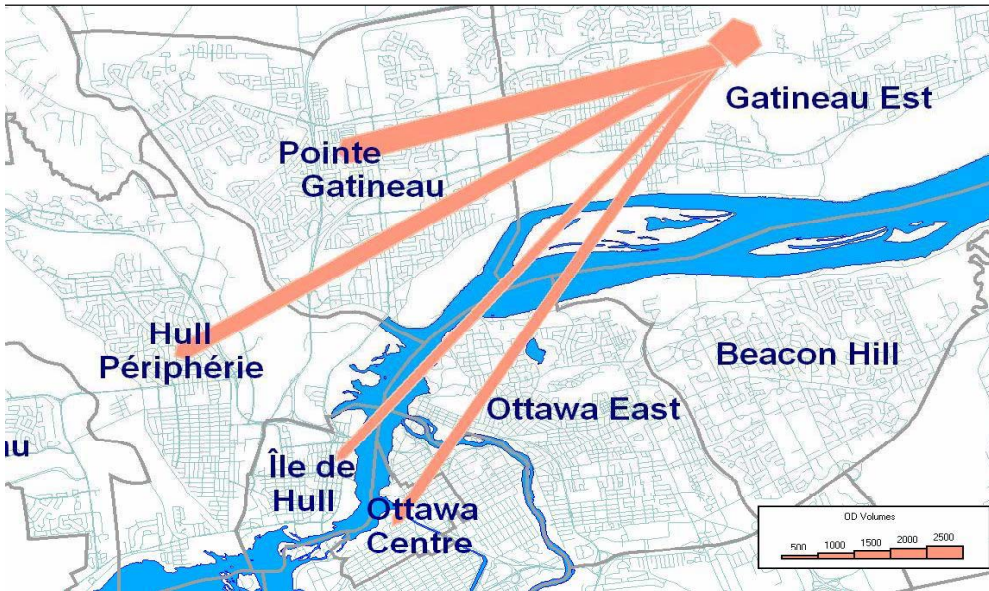 Gatineau Est
Pointe
Gatineau
Hull
Périphérie
Beacon Hill
Ottawa East
au
Île de
Hull
Ottawa
Centre
OD Volumes
500 1000 1500 2000 2500